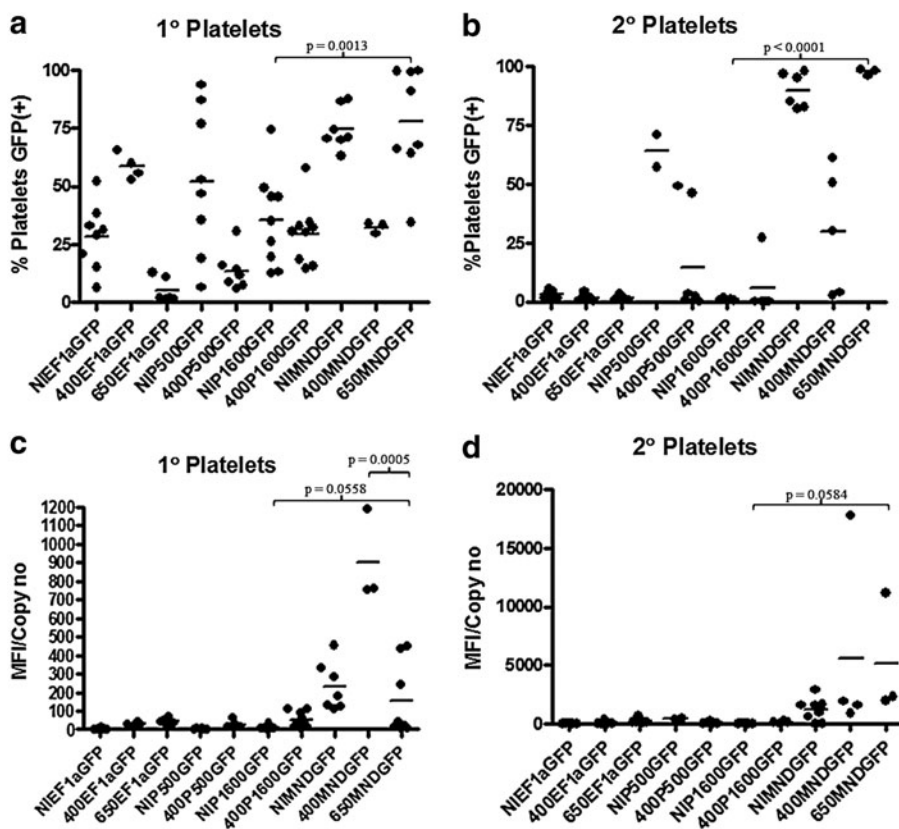 a
1° Platelets
p = 0.0013
% Platelets GFP(+)
100
75
50
25
0
NIEF1aGFP
400EF1aGFP
650EF1aGFP
NIP500GFP
400P500GFP
NIP1600GFP
400P1600GFP
NIMNDGFP
400MNDGFP
650MNDGFP
b
2° Platelets
p < 0.0001
%Platelets GFP(+)
100
75
50
25
0
NIEF1aGFP
400EF1aGFP
650EF1aGFP
NIP500GFP
400P500GFP
NIP1600GFP
400P1600GFP
NIMNDGFP
400MNDGFP
650MNDGFP
c
1° Platelets
p = 0.0005
p = 0.0558
MFI/Copy no
1200
1100
1000
900
800
700
600
500
400
300
200
100
0
NIEF1aGFP
400EF1aGFP
650EF1aGFP
NIP500GFP
400P500GFP
NIP1600GFP
400P1600GFP
NIMNDGFP
400MNDGFP
650MNDGFP
d
2° Platelets
p = 0.0584
MFI/Copy no
20000
15000
10000
5000
0
NIEF1aGFP
400EF1aGFP
650EF1aGFP
NIP500GFP
400P500GFP
NIP1600GFP
400P1600GFP
NIMNDGFP
400MNDGFP
650MNDGFP